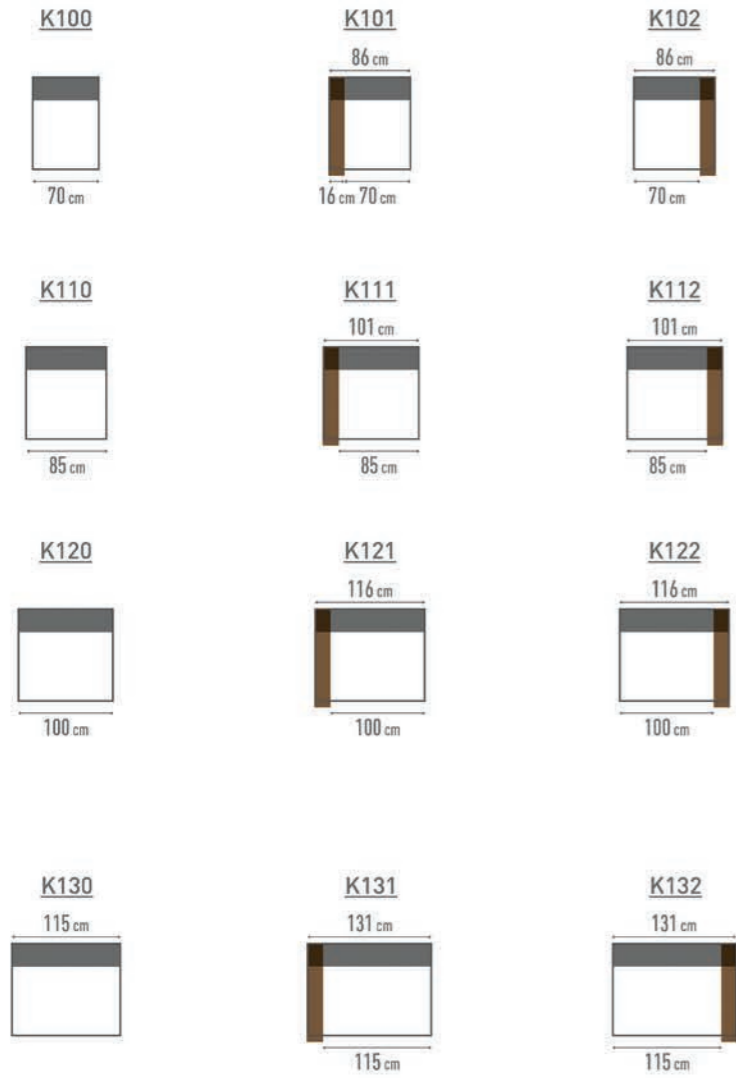 K100 K101 K102
86 cm 86 cm
70 cm 16 cm 70 cm 70 cm
K110 K111 K112
101 cm 101 cm
85 cm 85 cm 85 cm
K120 K121 K122
116 cm 116 cm
100 cm 100 cm 100 cm
K130 K131 K132
115 cm 131 cm 131 cm
115 cm 115 cm